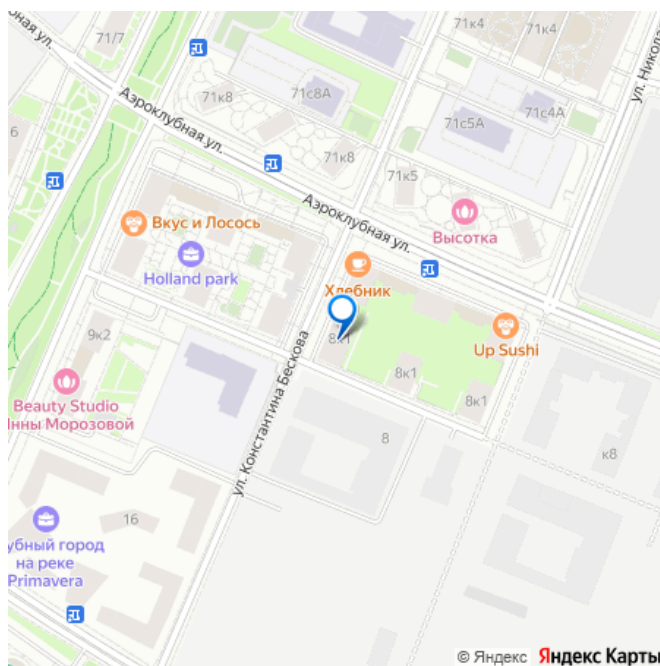 71/7
71к8
71с8А
71к4
71к4
ул. Никола
71с4А
71с5А
6
Аэроклубная ул.
71к8
71к5
Вкус и Лосось
Аэроклубная ул.
Высотка
Holland park
Хлебник
9к2
8к1
Up Sushi
8к1
8к1
Beauty Studio
Инны Морозовой
ул. Константина Бескова
8
к8
16
убный город
на реке
Primavera
© Яндекс Яндекс Карты